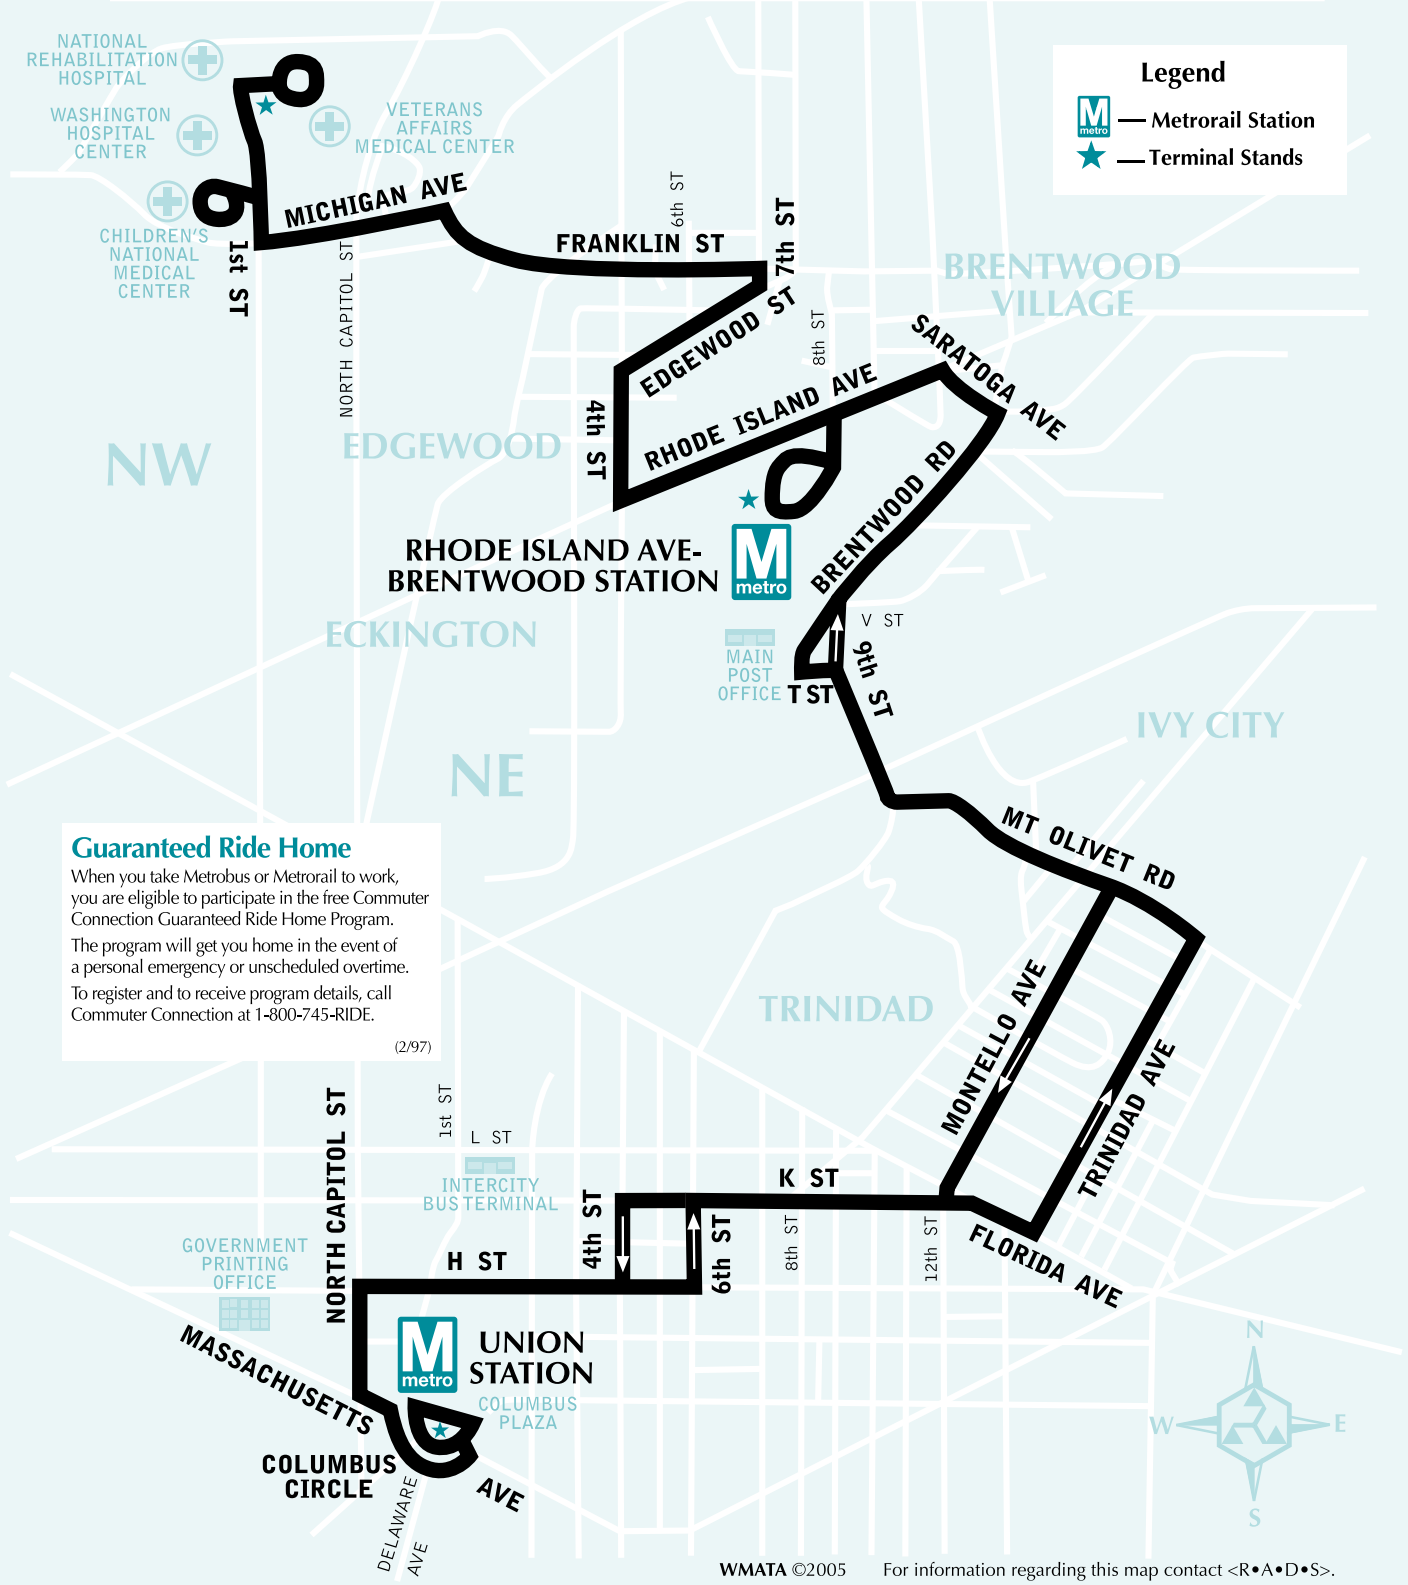 NATIONAL
REHABILITATION
HOSPITAL
WASHINGTON
HOSPITAL
CENTER
VETERANS
AFFAIRS
MEDICAL CENTER
CHILDREN'S
NATIONAL
MEDICAL
CENTER
Legend
M
metro
Metrorail Station
Terminal Stands
MICHIGAN AVE
1st ST
NORTH CAPITOL ST
FRANKLIN ST
6th ST
7th ST
BRENTWOOD
VILLAGE
EDGEWOOD ST
8th ST
SARATOGA AVE
RHODE ISLAND AVE
4th ST
NW
EDGEWOOD
BRENTWOOD RD
RHODE ISLAND AVE-
BRENTWOOD STATION
M
metro
ECKINGTON
MAIN
POST
OFFICE
T ST
V ST
9th ST
IVY CITY
NE
MT OLIVET RD
Guaranteed Ride Home
When you take Metrobus or Metrorail to work,
you are eligible to participate in the free Commuter
Connection Guaranteed Ride Home Program.
The program will get you home in the event of
a personal emergency or unscheduled overtime.
To register and to receive program details, call
Commuter Connection at 1-800-745-RIDE.
(2/97)
TRINIDAD
MONTELLO AVE
TRINIDAD AVE
NORTH CAPITOL ST
1st ST
L ST
INTERCITY
BUS TERMINAL
K ST
4th ST
6th ST
8th ST
12th ST
FLORIDA AVE
H ST
GOVERNMENT
PRINTING
OFFICE
MASSACHUSETTS
M
metro
UNION
STATION
COLUMBUS
PLAZA
COLUMBUS
CIRCLE
AVE
DELAWARE
AVE
N
W
E
S
WMATA ©2005 For information regarding this map contact <R•A•D•S>.